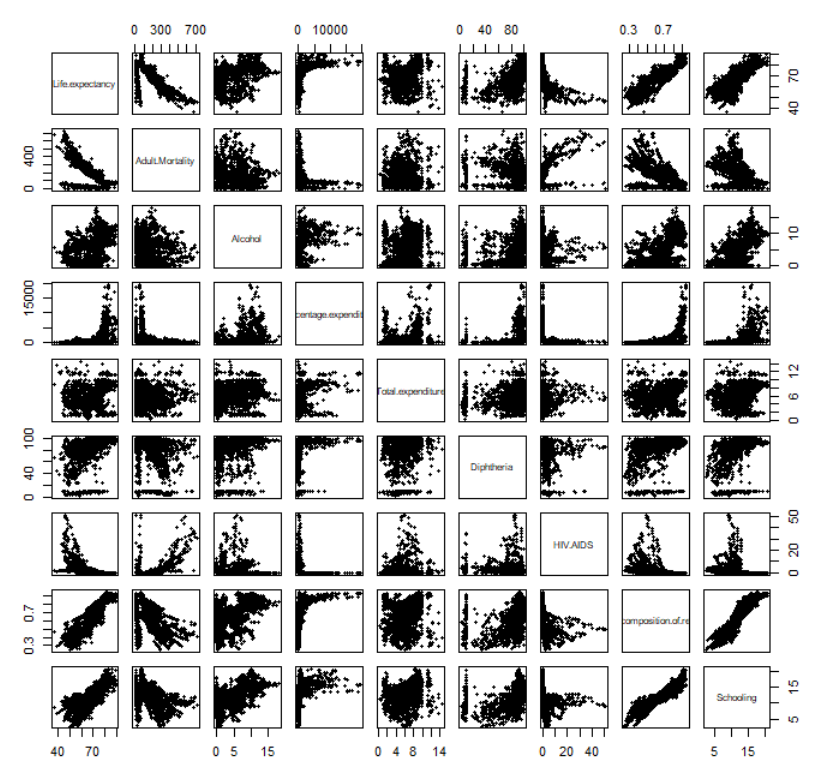 0 300 700 0 10000 0 40 80 0.3 0.7
Life.expectancy 40 70
0 400 Adult.Mortality
Alcohol 0 10
0 15000 centage.expendit
Total.expenditure 0 6 12
0 40 100 Diphtheria
HIV.AIDS 0 20 50
0.3 0.7 composition.of.re
Schooling 5 15
40 70 0 5 15 0 4 8 14 0 20 40 5 15